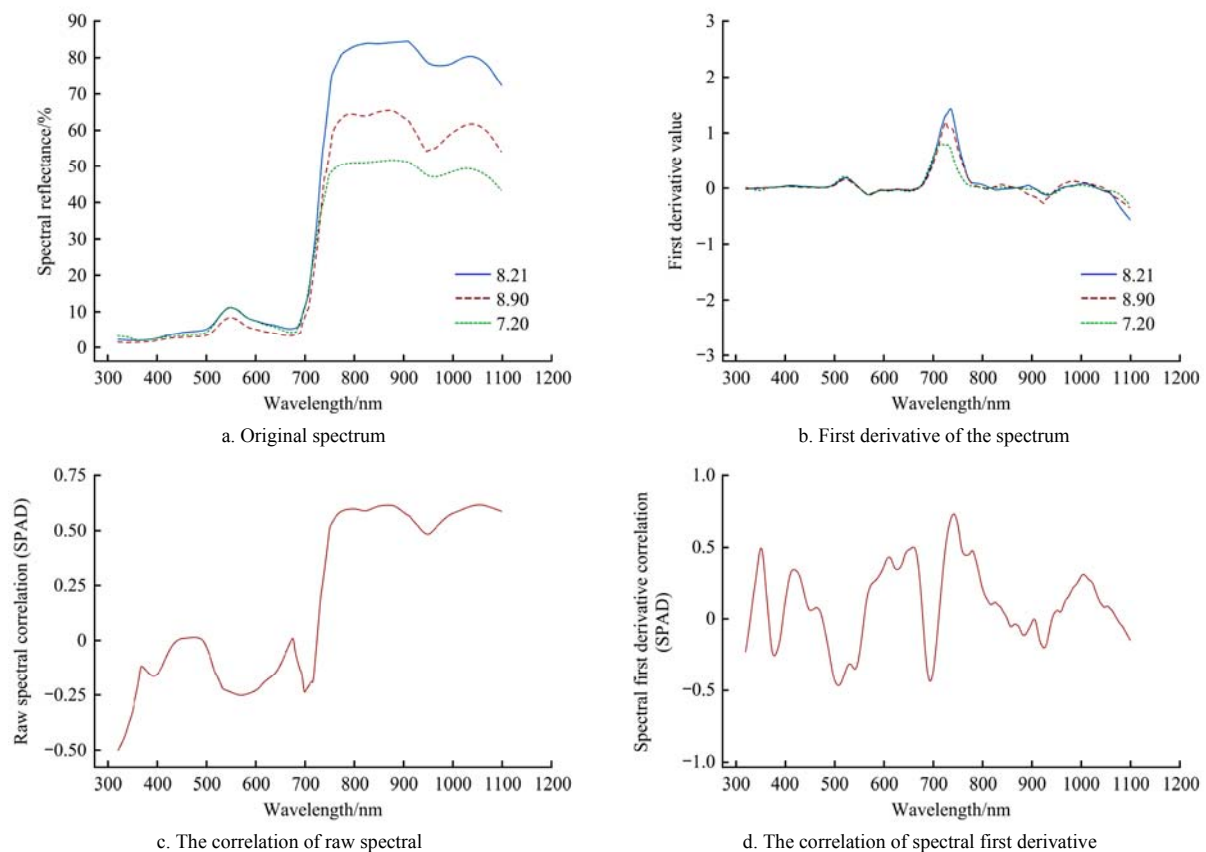 90
80
70
60
50
40
30
20
10
0
Spectral reflectance/%
8.21
8.90
7.20
300 400 500 600 700 800 900 1000 1100 1200
Wavelength/nm
a. Original spectrum
3
2
1
0
−1
−2
−3
First derivative value
8.21
8.90
7.20
300 400 500 600 700 800 900 1000 1100 1200
Wavelength/nm
b. First derivative of the spectrum
0.75
0.50
0.25
0
−0.25
−0.50
Raw spectral correlation (SPAD)
300 400 500 600 700 800 900 1000 1100 1200
Wavelength/nm
c. The correlation of raw spectral
1.0
0.5
0
−0.5
−1.0
Spectral first derivative correlation
(SPAD)
300 400 500 600 700 800 900 1000 1100 1200
Wavelength/nm
d. The correlation of spectral first derivative